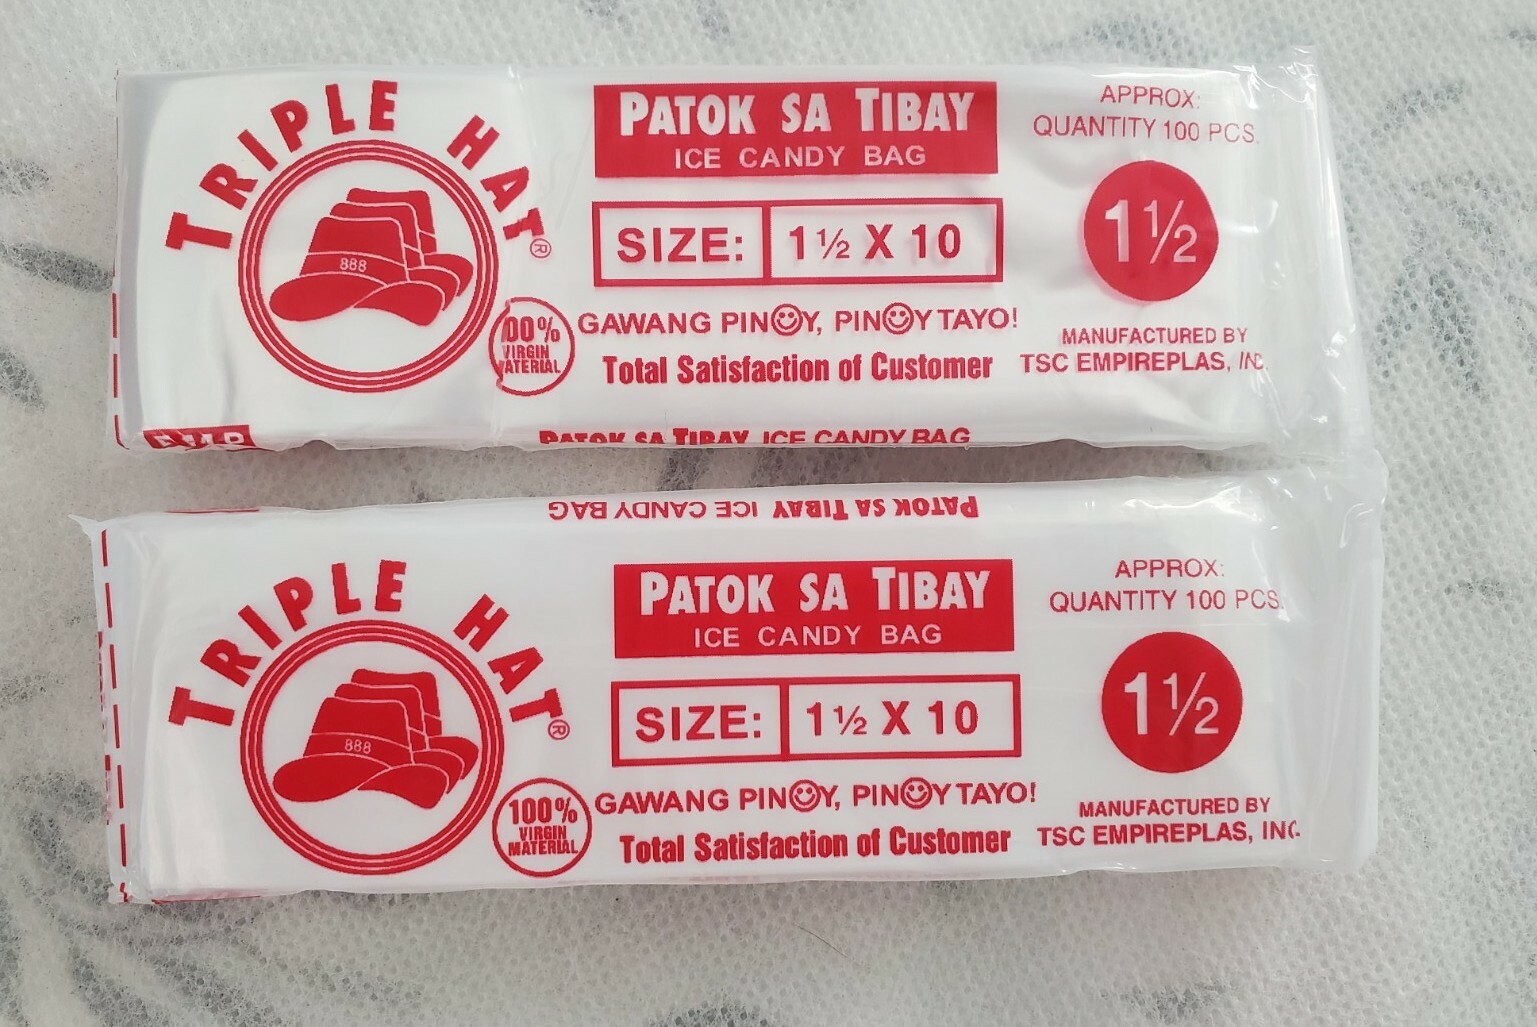 TRIPLE HAT®
888
PATOK SA TIBAY
ICE CANDY BAG
SIZE: 1½ X 10
APPROX:
QUANTITY 100 PCS.
1½
00%
VIRGIN
ATERIAL
GAWANG PINOY, PINOY TAYO!
Total Satisfaction of Customer
MANUFACTURED BY
TSC EMPIREPLAS, INC.
PATOK SA TIBAY ICE CANDY BAG
PATOK SA TIBAY ICE CANDY BAG
TRIPLE HAT®
888
PATOK SA TIBAY
ICE CANDY BAG
SIZE: 1½ X 10
APPROX:
QUANTITY 100 PCS.
1½
100%
VIRGIN
MATERIAL
GAWANG PINOY, PINOY TAYO!
Total Satisfaction of Customer
MANUFACTURED BY
TSC EMPIREPLAS, INC.